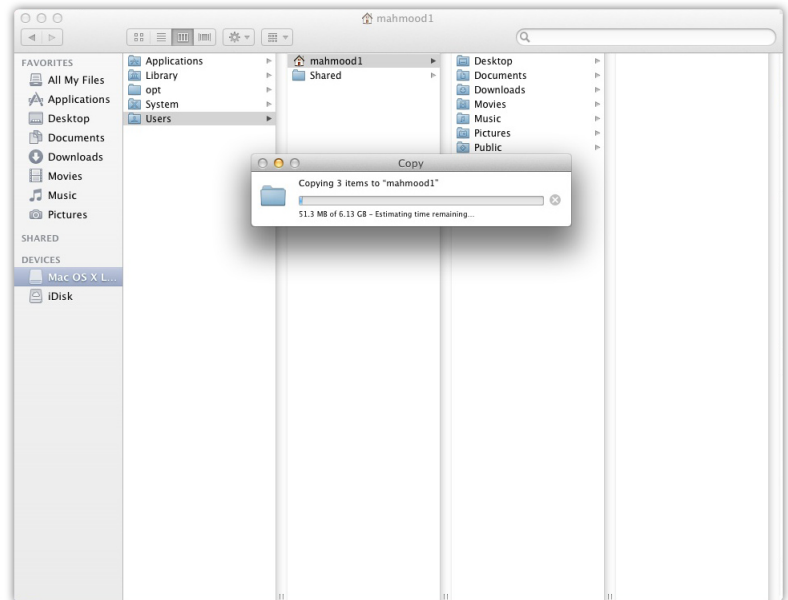 mahmood1
FAVORITES
All My Files
Applications
Desktop
Documents
Downloads
Movies
Music
Pictures
SHARED
DEVICES
Mac OS X L...
iDisk
Applications
Library
opt
System
Users
mahmood1
Shared
Desktop
Documents
Downloads
Movies
Music
Pictures
Public
Copy
Copying 3 items to "mahmood1"
51.3 MB of 6.13 GB – Estimating time remaining...